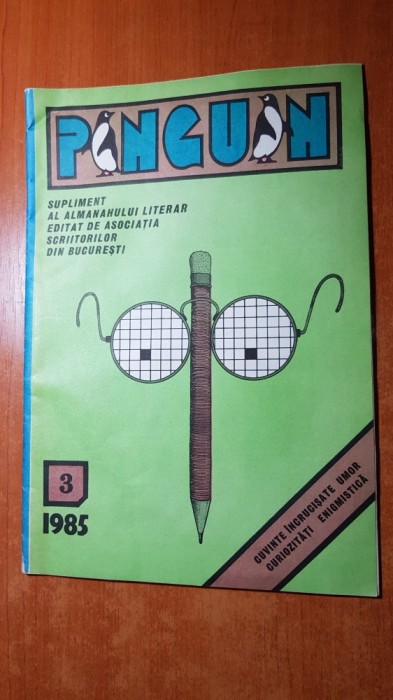 PINGUIN
SUPLIMENT
AL ALMANAHULUI LITERAR
EDITAT DE ASOCIAȚIA
SCRIITORILOR
DIN BUCUREȘTI
3
1985
CUVINTE ÎNCRUCIȘATE UMOR
CURIOZITĂȚI ENIGMISTICĂ